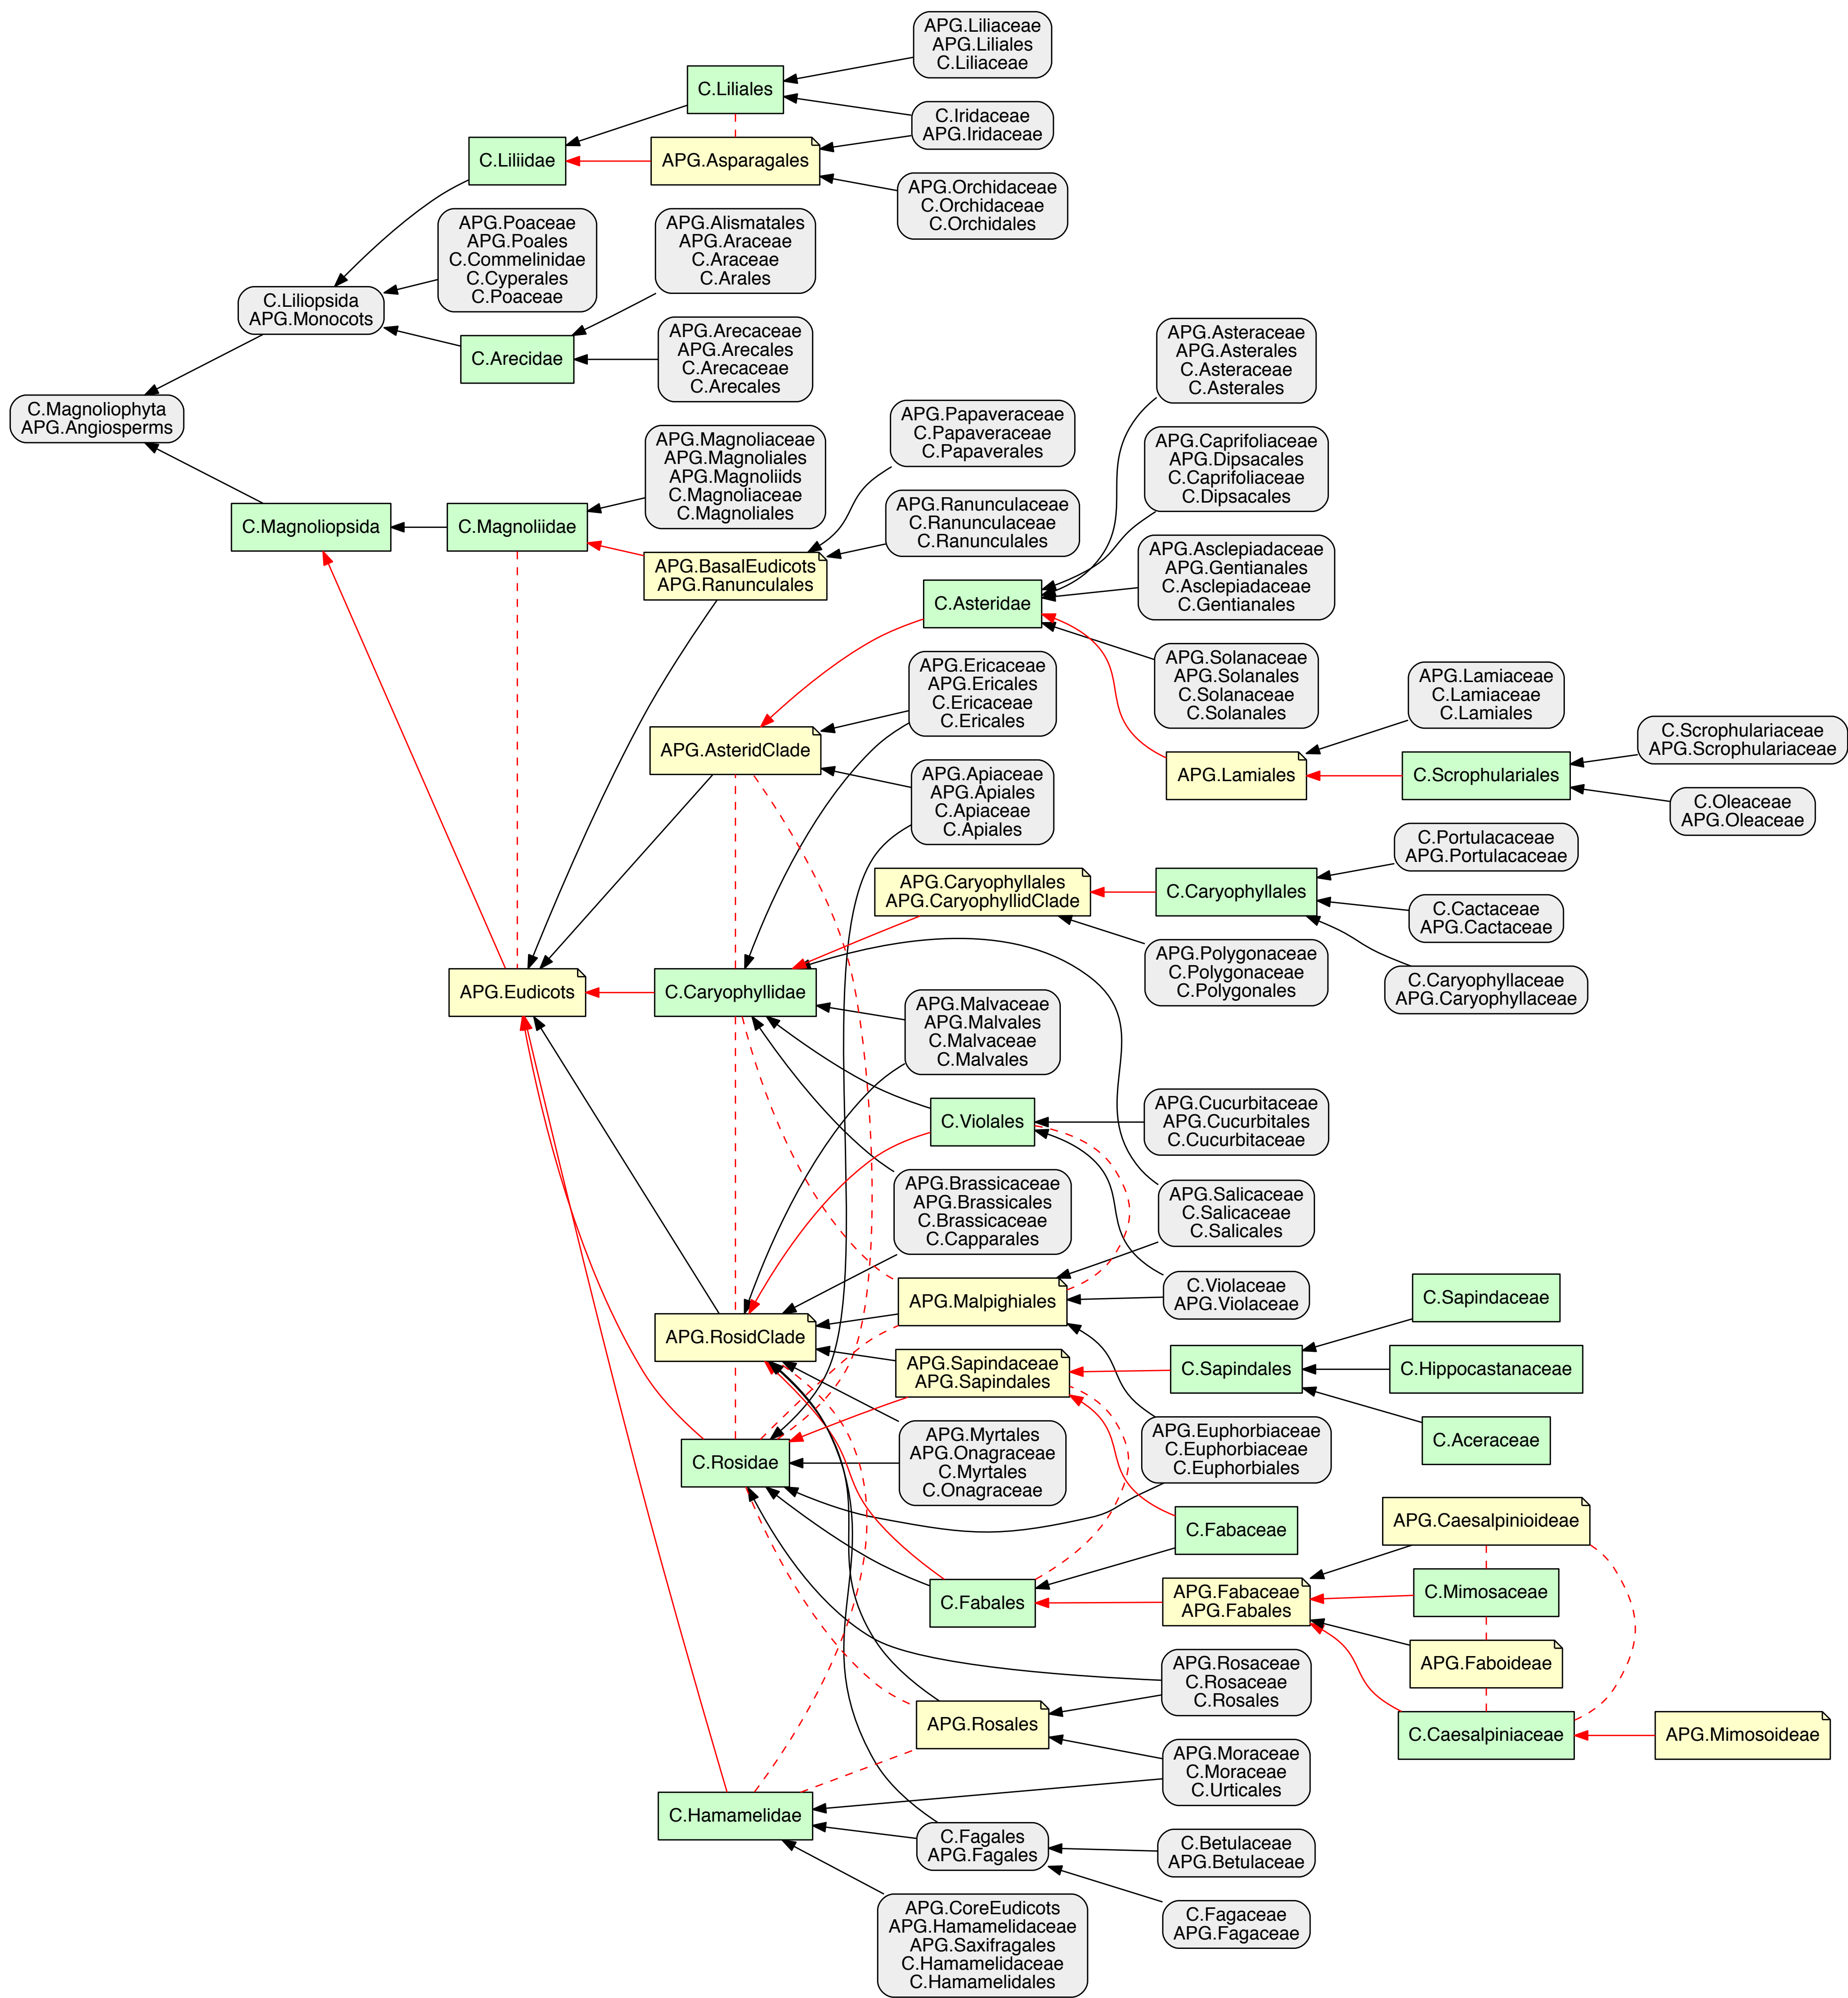 APG.Liliaceae
APG.Liliales
C.Liliaceae
C.Liliales
C.Iridaceae
APG.Iridaceae
C.Liliidae
APG.Asparagales
APG.Orchidaceae
C.Orchidaceae
C.Orchidales
APG.Poaceae
APG.Poales
C.Commelinidae
C.Cyperales
C.Poaceae
APG.Alismatales
APG.Araceae
C.Araceae
C.Arales
C.Liliopsida
APG.Monocots
C.Arecidae
APG.Arecaceae
APG.Arecales
C.Arecaceae
C.Arecales
APG.Asteraceae
APG.Asterales
C.Asteraceae
C.Asterales
C.Magnoliophyta
APG.Angiosperms
APG.Papaveraceae
C.Papaveraceae
C.Papaverales
APG.Caprifoliaceae
APG.Dipsacales
C.Caprifoliaceae
C.Dipsacales
APG.Magnoliaceae
APG.Magnoliales
APG.Magnoliids
C.Magnoliaceae
C.Magnoliales
APG.Ranunculaceae
C.Ranunculaceae
C.Ranunculales
C.Magnoliopsida
C.Magnoliidae
APG.BasalEudicots
APG.Ranunculales
APG.Asclepiadaceae
APG.Gentianales
C.Asclepiadaceae
C.Gentianales
C.Asteridae
APG.Solanaceae
APG.Solanales
C.Solanaceae
C.Solanales
APG.Ericaceae
APG.Ericales
C.Ericaceae
C.Ericales
APG.Lamiaceae
C.Lamiaceae
C.Lamiales
C.Scrophulariaceae
APG.Scrophulariaceae
APG.AsteridClade
APG.Lamiales
C.Scrophulariales
APG.Apiaceae
APG.Apiales
C.Apiaceae
C.Apiales
C.Oleaceae
APG.Oleaceae
C.Portulacaceae
APG.Portulacaceae
APG.Caryophyllales
APG.CaryophyllidClade
C.Caryophyllales
C.Cactaceae
APG.Cactaceae
APG.Polygonaceae
C.Polygonaceae
C.Polygonales
C.Caryophyllaceae
APG.Caryophyllaceae
APG.Eudicots
C.Caryophyllidae
APG.Malvaceae
APG.Malvales
C.Malvaceae
C.Malvales
C.Violales
APG.Cucurbitaceae
APG.Cucurbitales
C.Cucurbitaceae
APG.Brassicaceae
APG.Brassicales
C.Brassicaceae
C.Capparales
APG.Salicaceae
C.Salicaceae
C.Salicales
APG.Malpighiales
C.Violaceae
APG.Violaceae
C.Sapindaceae
APG.RosidClade
APG.Sapindaceae
APG.Sapindales
C.Sapindales
C.Hippocastanaceae
C.Aceraceae
C.Rosidae
APG.Myrtales
APG.Onagraceae
C.Myrtales
C.Onagraceae
APG.Euphorbiaceae
C.Euphorbiaceae
C.Euphorbiales
C.Fabaceae
APG.Caesalpinioideae
C.Fabales
APG.Fabaceae
APG.Fabales
C.Mimosaceae
APG.Faboideae
APG.Rosaceae
C.Rosaceae
C.Rosales
APG.Rosales
C.Caesalpiniaceae
APG.Mimosoideae
APG.Moraceae
C.Moraceae
C.Urticales
C.Hamamelidae
C.Fagales
APG.Fagales
C.Betulaceae
APG.Betulaceae
C.Fagaceae
APG.Fagaceae
APG.CoreEudicots
APG.Hamamelidaceae
APG.Saxifragales
C.Hamamelidaceae
C.Hamamelidales